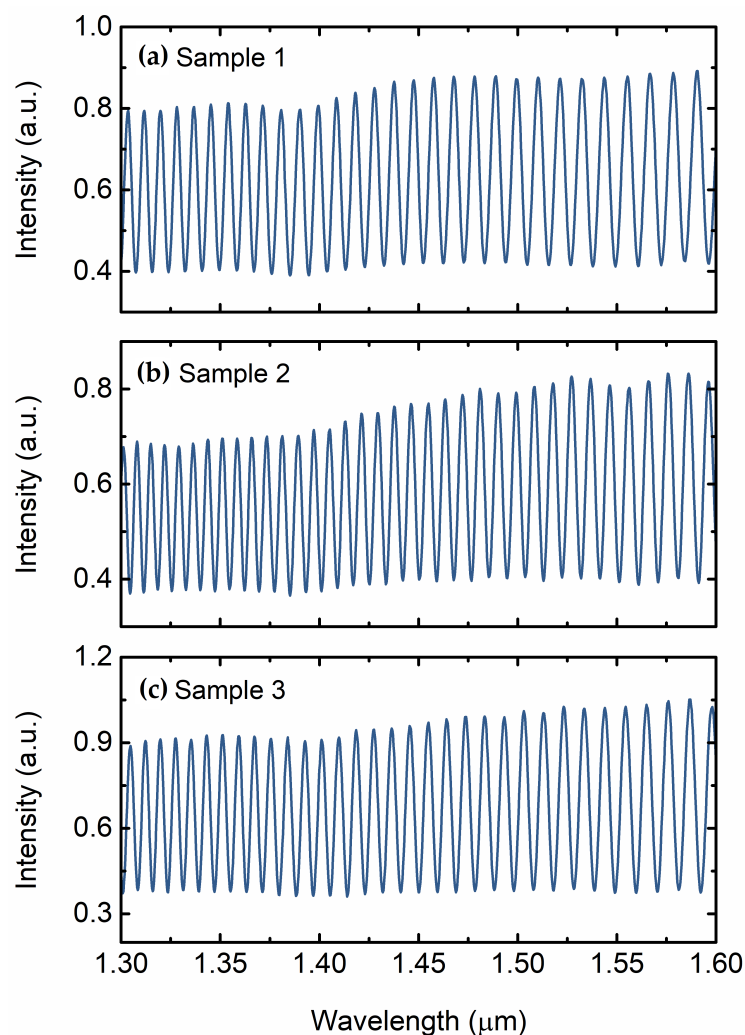 (a) Sample 1
Intensity (a.u.)
1.0
0.8
0.6
0.4
(b) Sample 2
Intensity (a.u.)
0.8
0.6
0.4
(c) Sample 3
Intensity (a.u.)
1.2
0.9
0.6
0.3
1.30 1.35 1.40 1.45 1.50 1.55 1.60
Wavelength (μm)